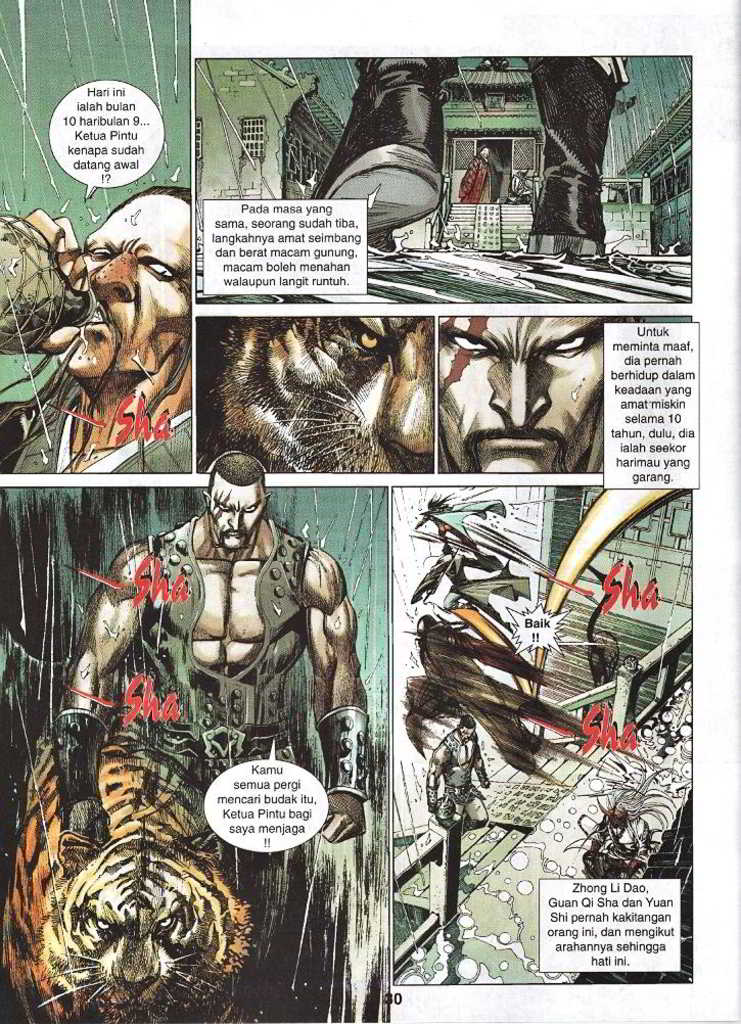 Hari ini
ialah bulan
10 haribulan 9...
Ketua Pintu
kenapa sudah
datang awal
!?
Pada masa yang
sama, seorang sudah tiba,
langkahnya amat seimbang
dan berat macam gunung,
macam boleh menahan
walaupun langit runtuh.
Sha
Untuk
meminta maaf,
dia pernah
berhidup dalam
keadaan yang
amat miskin
selama 10
tahun, dulu, dia
ialah seekor
harimau yang
garang.
Sha
Sha
Kamu
semua pergi
mencari budak itu,
Ketua Pintu bagi
saya menjaga
!!
Sha
Baik
!!
Sha
Zhong Li Dao,
Guan Qi Sha dan Yuan
Shi pernah kakitangan
orang ini, dan mengikut
arahannya sehingga
hati ini.
30